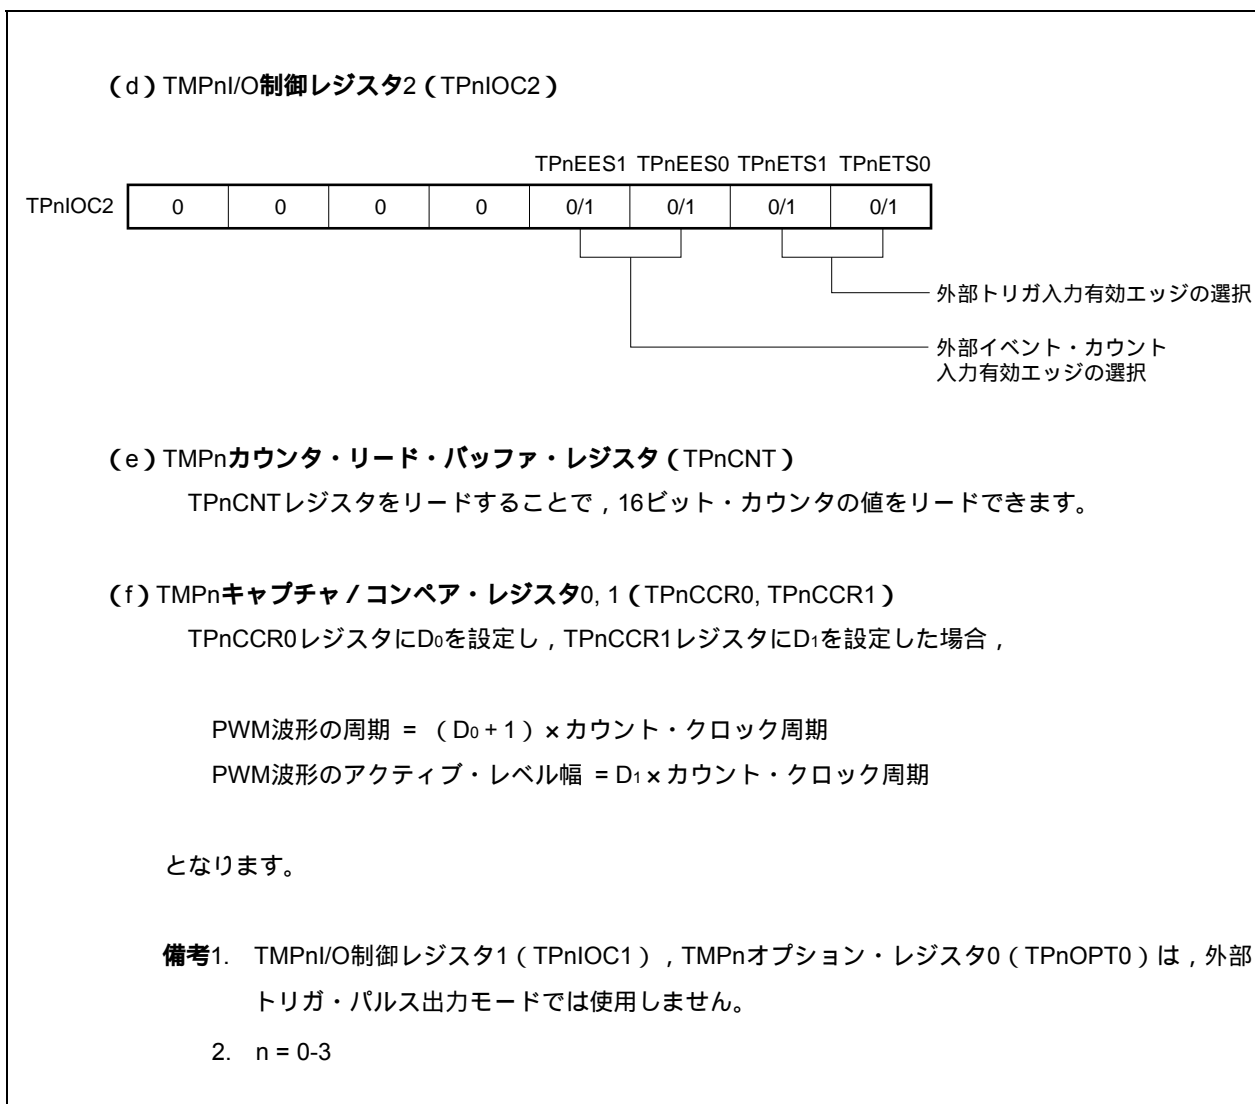 （d）TMPnI/O制御レジスタ2（TPnIOC2）
TPnEES1 TPnEES0 TPnETS1 TPnETS0
TPnIOC2 0 0 0 0 0/1 0/1 0/1 0/1
外部トリガ入力有効エッジの選択
外部イベント・カウント
入力有効エッジの選択
（e）TMPnカウンタ・リード・バッファ・レジスタ（TPnCNT）
TPnCNTレジスタをリードすることで，16ビット・カウンタの値をリードできます。
（f）TMPnキャプチャ／コンペア・レジスタ0, 1（TPnCCR0, TPnCCR1）
TPnCCR0レジスタにD0を設定し，TPnCCR1レジスタにD1を設定した場合，
PWM波形の周期 = （D0 + 1）× カウント・クロック周期
PWM波形のアクティブ・レベル幅 = D1 × カウント・クロック周期
となります。
備考1. TMPnI/O制御レジスタ1（TPnIOC1），TMPnオプション・レジスタ0（TPnOPT0）は，外部
トリガ・パルス出力モードでは使用しません。
2. n = 0-3